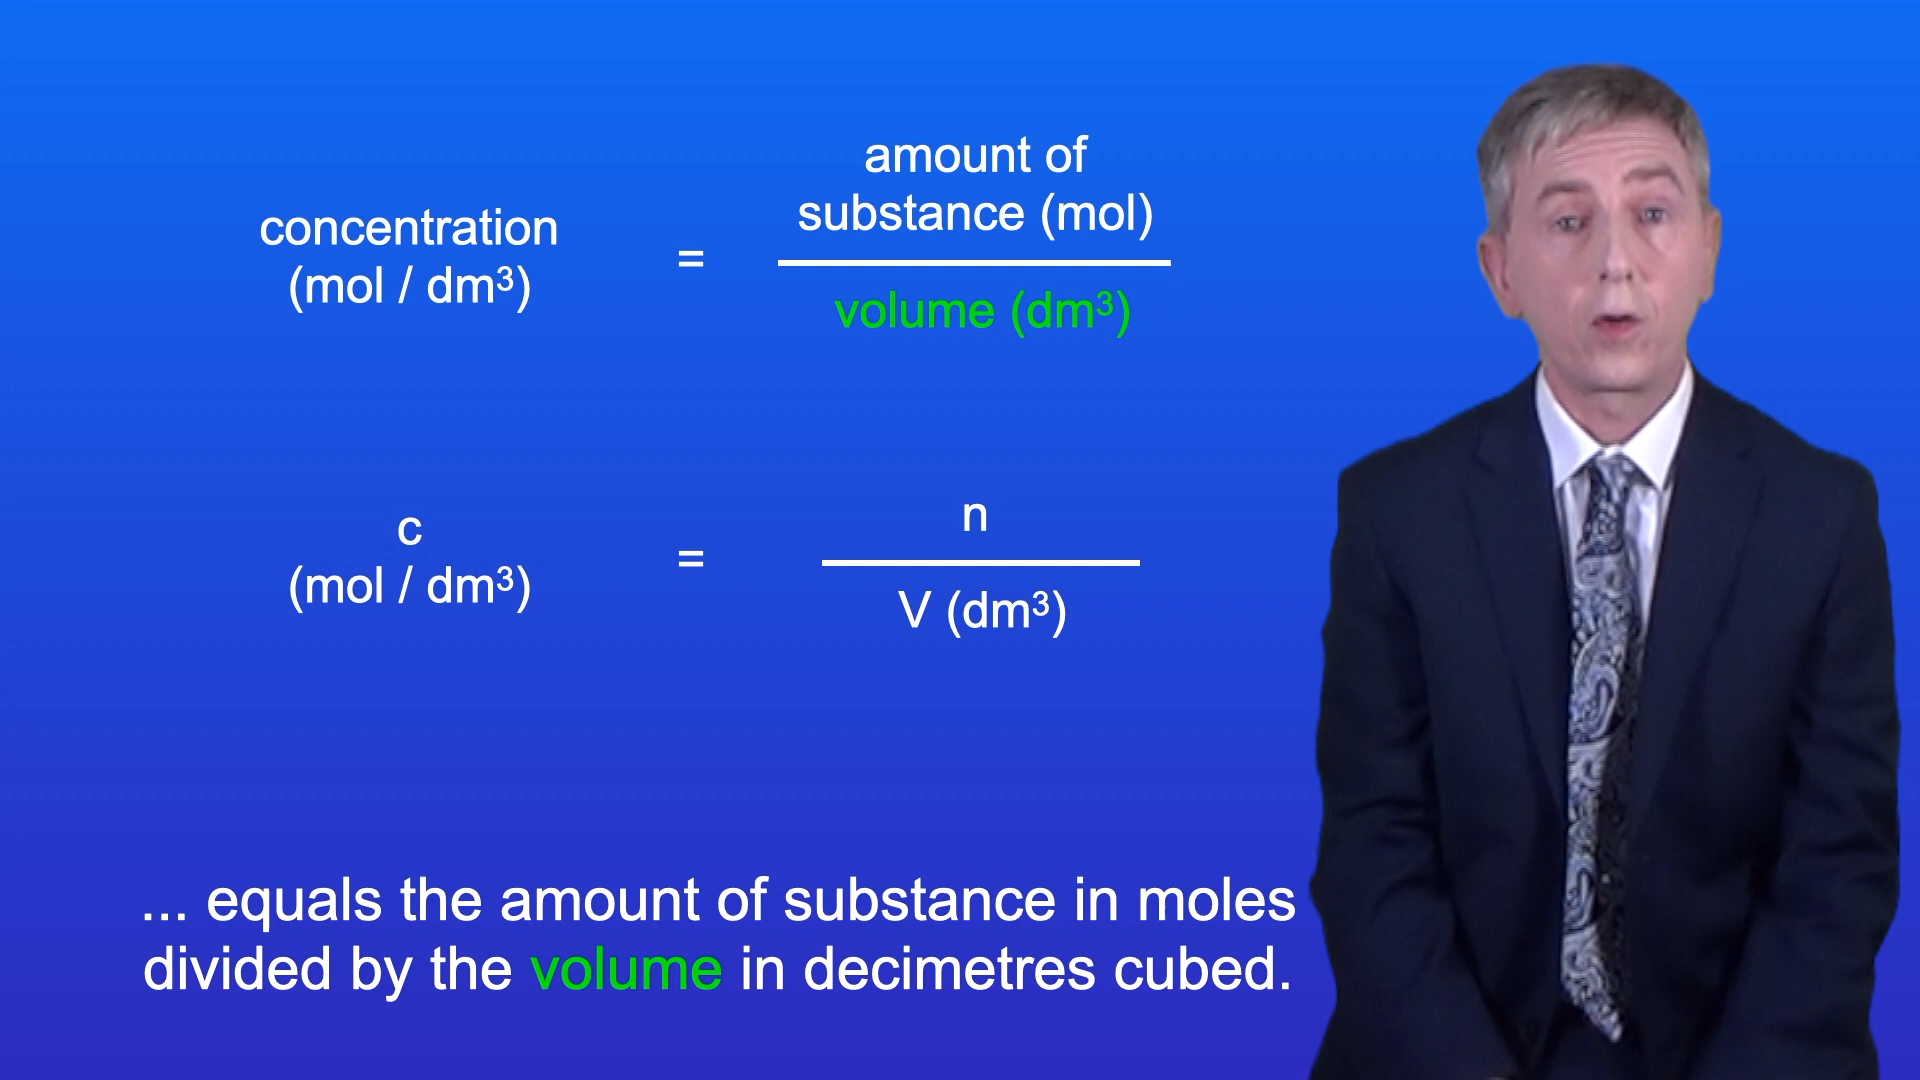 amount of
substance (mol)
concentration
(mol / dm³)
=
volume (dm³)
n
c
(mol / dm³)
=
V (dm³)
... equals the amount of substance in moles
divided by the volume in decimetres cubed.